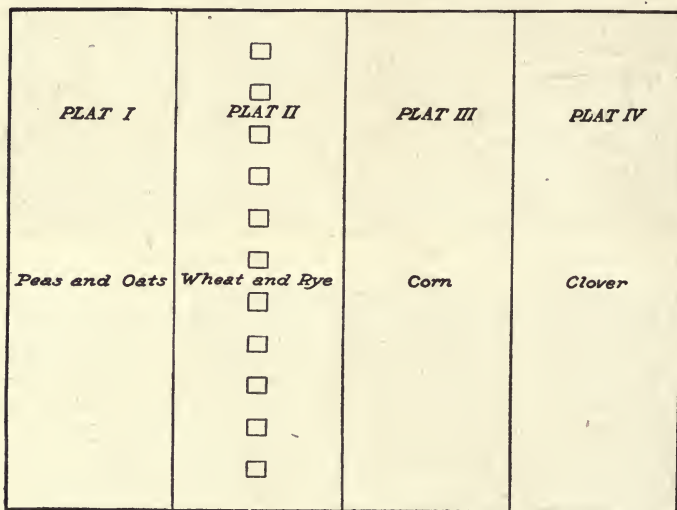 PLAT I
PLAT II
PLAT III
PLAT IV
Peas and Oats
Wheat and Rye
Corn
Clover